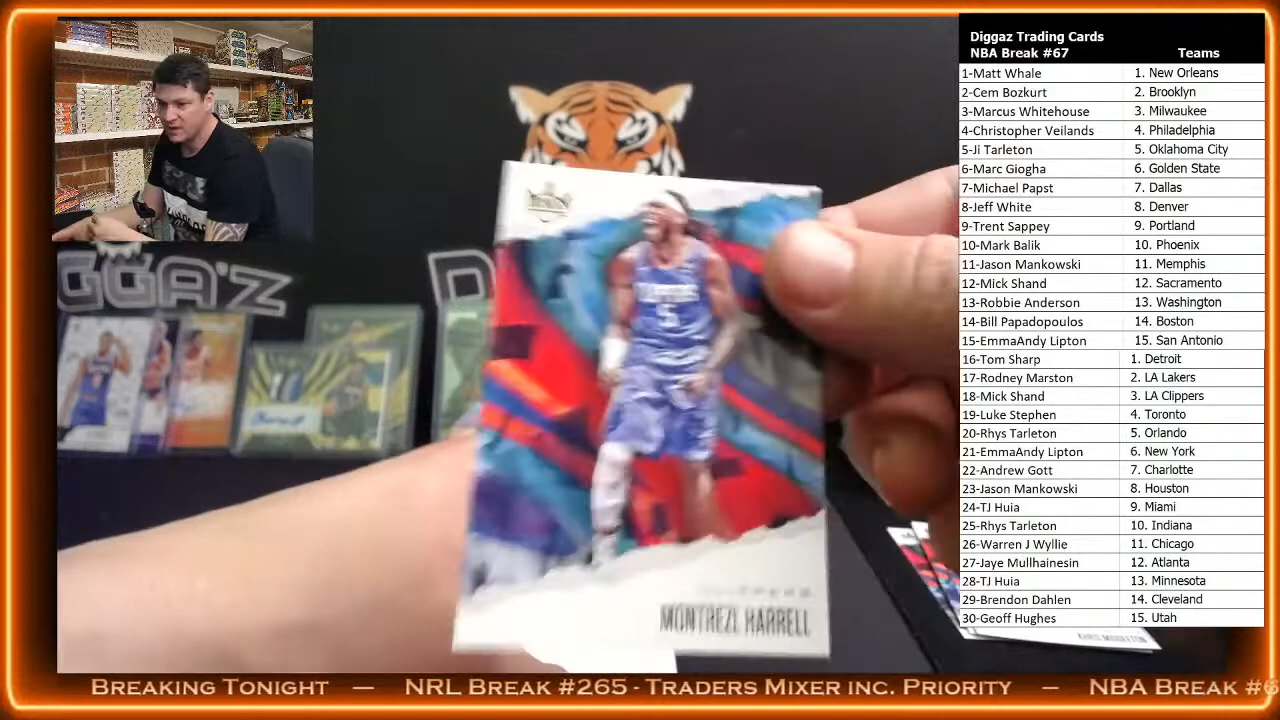 Diggaz Trading Cards
NBA Break #67 Teams
1-Matt Whale 1. New Orleans
2-Cem Bozkurt 2. Brooklyn
3-Marcus Whitehouse 3. Milwaukee
4-Christopher Veilands 4. Philadelphia
5-Ji Tarleton 5. Oklahoma City
6-Marc Giogha 6. Golden State
7-Michael Papst 7. Dallas
8-Jeff White 8. Denver
9-Trent Sappey 9. Portland
10-Mark Balik 10. Phoenix
11-Jason Mankowski 11. Memphis
12-Mick Shand 12. Sacramento
13-Robbie Anderson 13. Washington
14-Bill Papadopoulos 14. Boston
15-EmmaAndy Lipton 15. San Antonio
16-Tom Sharp 1. Detroit
17-Rodney Marston 2. LA Lakers
18-Mick Shand 3. LA Clippers
19-Luke Stephen 4. Toronto
20-Rhys Tarleton 5. Orlando
21-EmmaAndy Lipton 6. New York
22-Andrew Gott 7. Charlotte
23-Jason Mankowski 8. Houston
24-TJ Huia 9. Miami
25-Rhys Tarleton 10. Indiana
26-Warren J Wyllie 11. Chicago
27-Jaye Mullhainesin 12. Atlanta
28-TJ Huia 13. Minnesota
29-Brendon Dahlen 14. Cleveland
30-Geoff Hughes 15. Utah
GGA'Z
D
5
MONTREZL HARRELL
KHRIS MIDDLETON
BREAKING TONIGHT — NRL BREAK #265 - TRADERS MIXER INC. PRIORITY — NBA BREAK #6